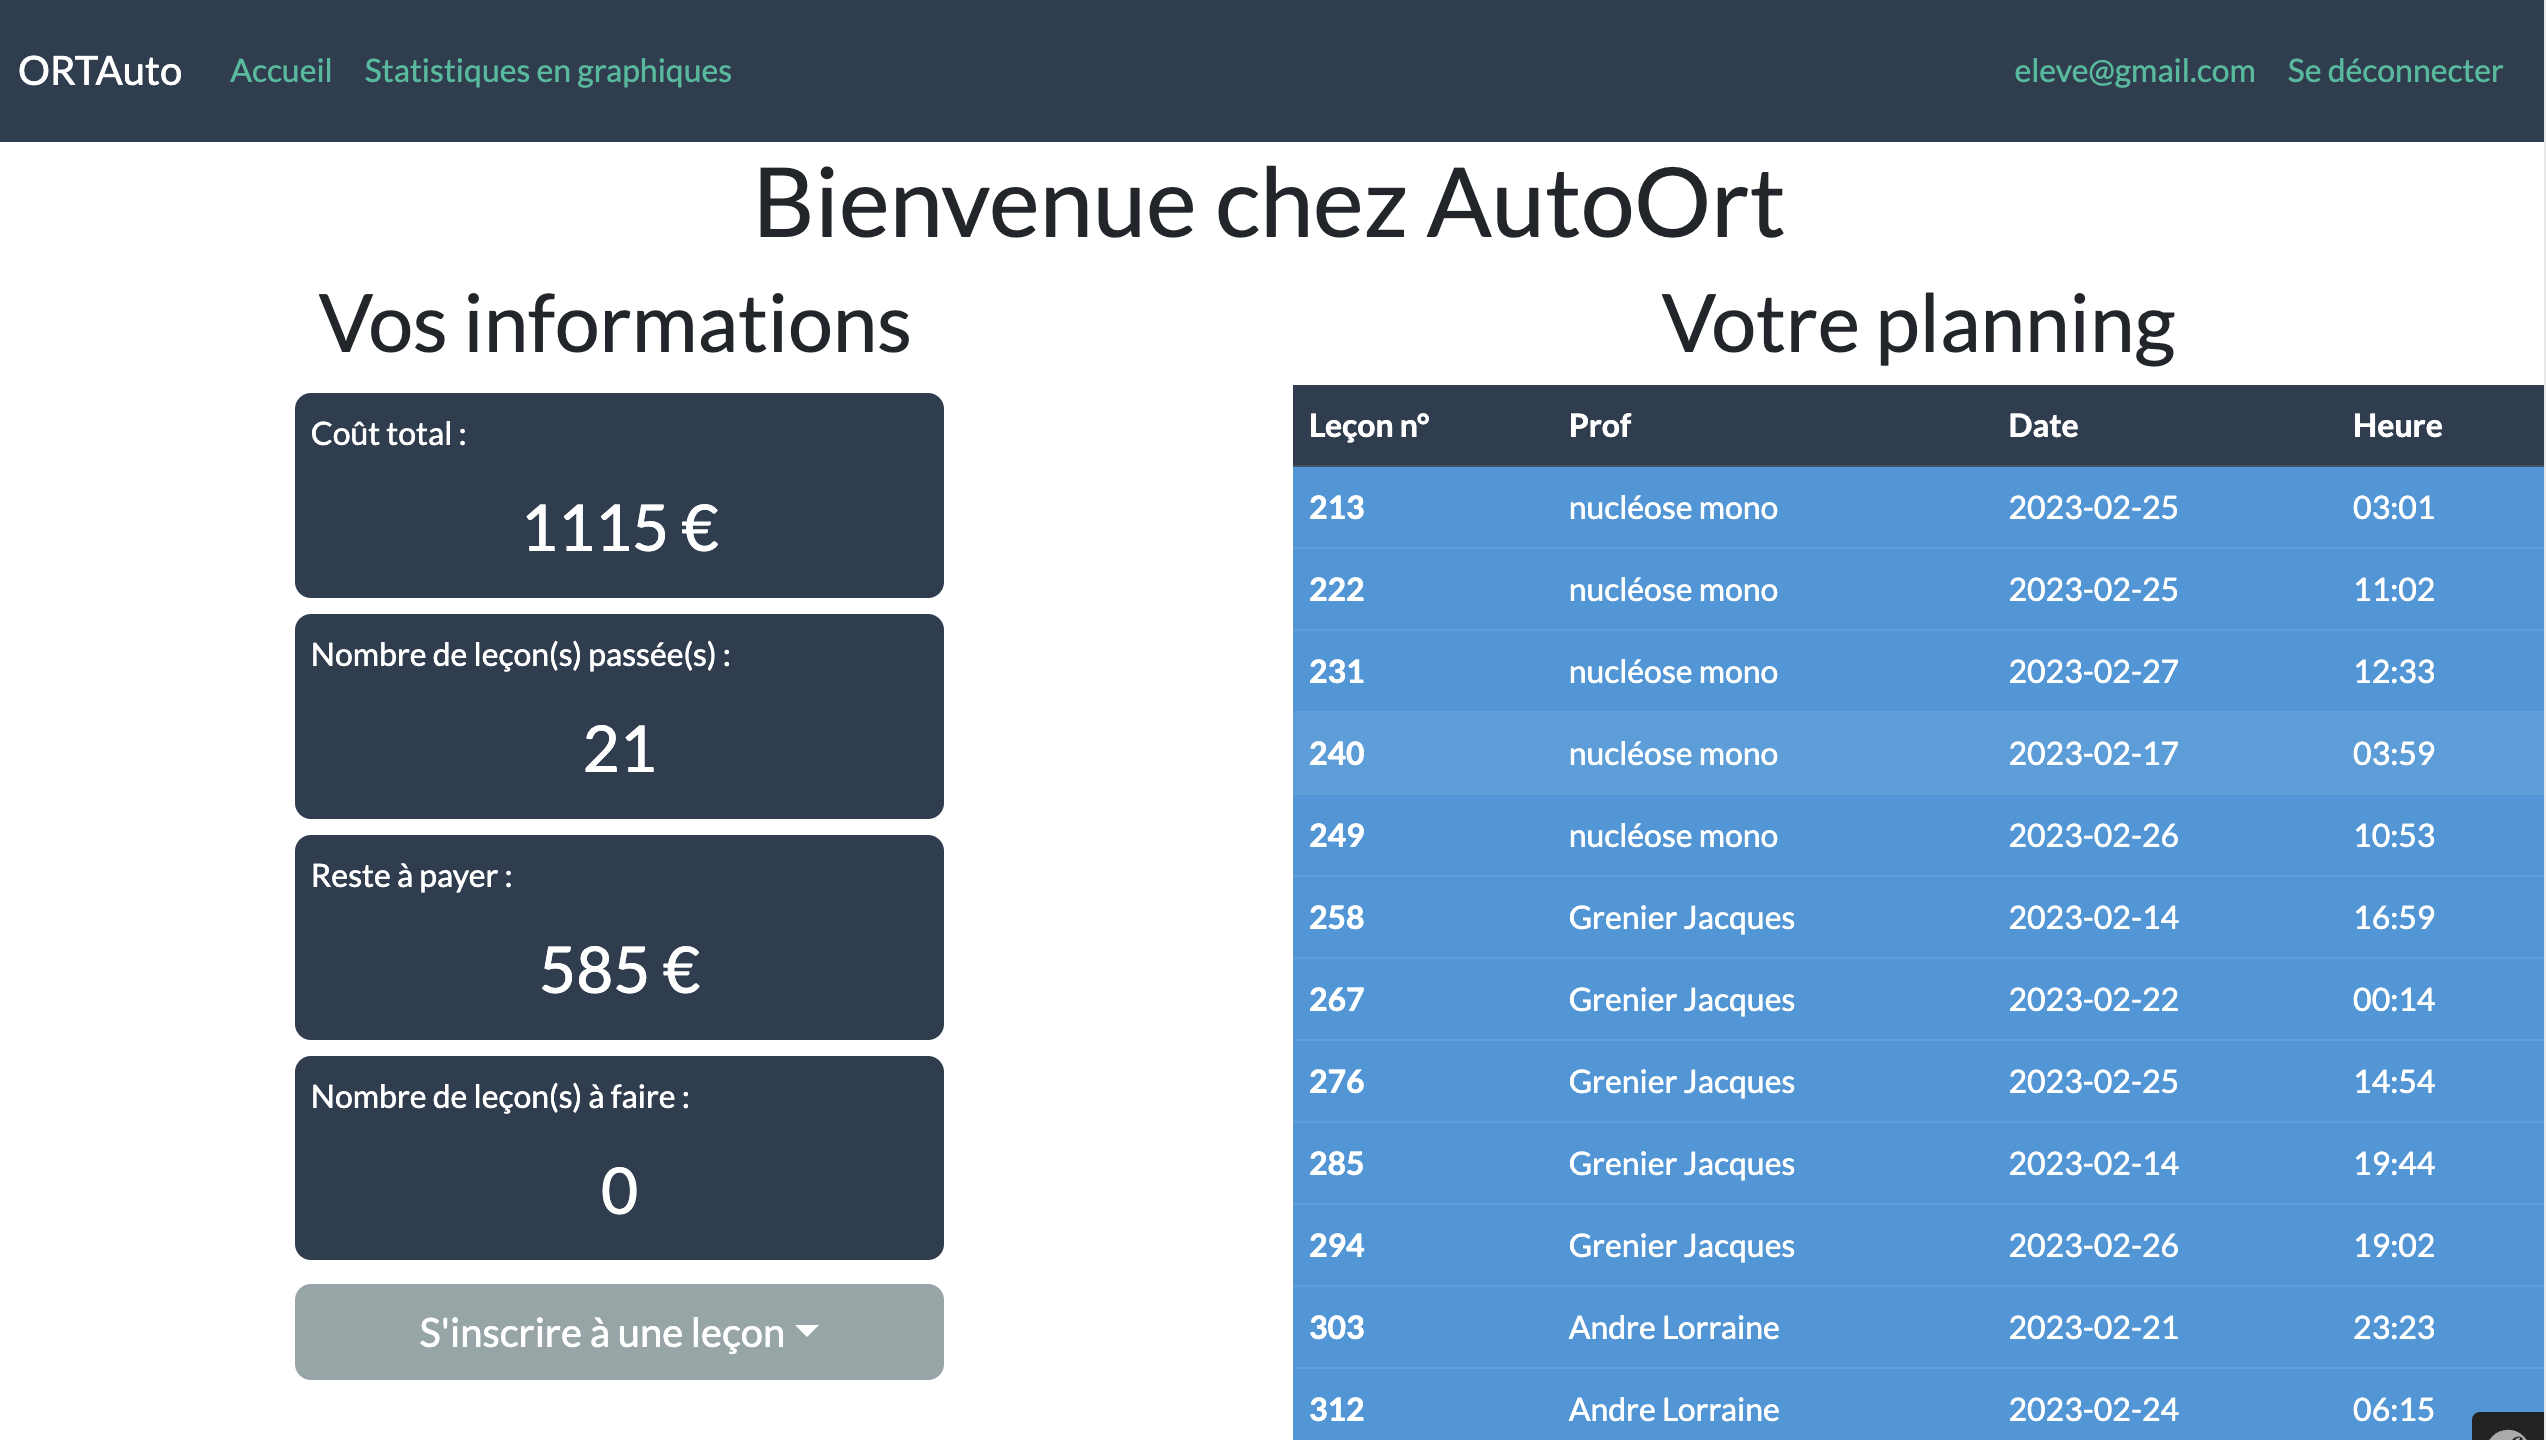 ORTAuto Accueil Statistiques en graphiques eleve@gmail.com Se déconnecter
Bienvenue chez AutoOrt
Vos informations
Coût total :
1115 €
Nombre de leçon(s) passée(s) :
21
Reste à payer :
585 €
Nombre de leçon(s) à faire :
0
S'inscrire à une leçon
Votre planning
Leçon n° Prof Date Heure
213 nucléose mono 2023-02-25 03:01
222 nucléose mono 2023-02-25 11:02
231 nucléose mono 2023-02-27 12:33
240 nucléose mono 2023-02-17 03:59
249 nucléose mono 2023-02-26 10:53
258 Grenier Jacques 2023-02-14 16:59
267 Grenier Jacques 2023-02-22 00:14
276 Grenier Jacques 2023-02-25 14:54
285 Grenier Jacques 2023-02-14 19:44
294 Grenier Jacques 2023-02-26 19:02
303 Andre Lorraine 2023-02-21 23:23
312 Andre Lorraine 2023-02-24 06:15